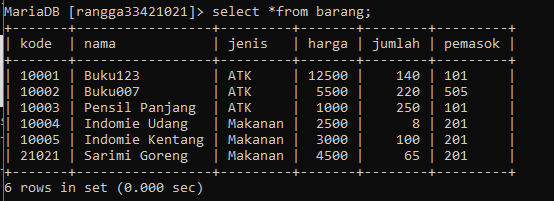 MariaDB [rangga33421021]> select *from barang;
+-------+-----------------+---------+-------+--------+---------+
| kode  | nama            | jenis   | harga | jumlah | pemasok |
+-------+-----------------+---------+-------+--------+---------+
| 10001 | Buku123         | ATK     | 12500 |    140 | 101     |
| 10002 | Buku007         | ATK     |  5500 |    220 | 505     |
| 10003 | Pensil Panjang  | ATK     |  1000 |    250 | 101     |
| 10004 | Indomie Udang   | Makanan |  2500 |      8 | 201     |
| 10005 | Indomie Kentang | Makanan |  3000 |    100 | 201     |
| 21021 | Sarimi Goreng   | Makanan |  4500 |     65 | 201     |
+-------+-----------------+---------+-------+--------+---------+
6 rows in set (0.000 sec)